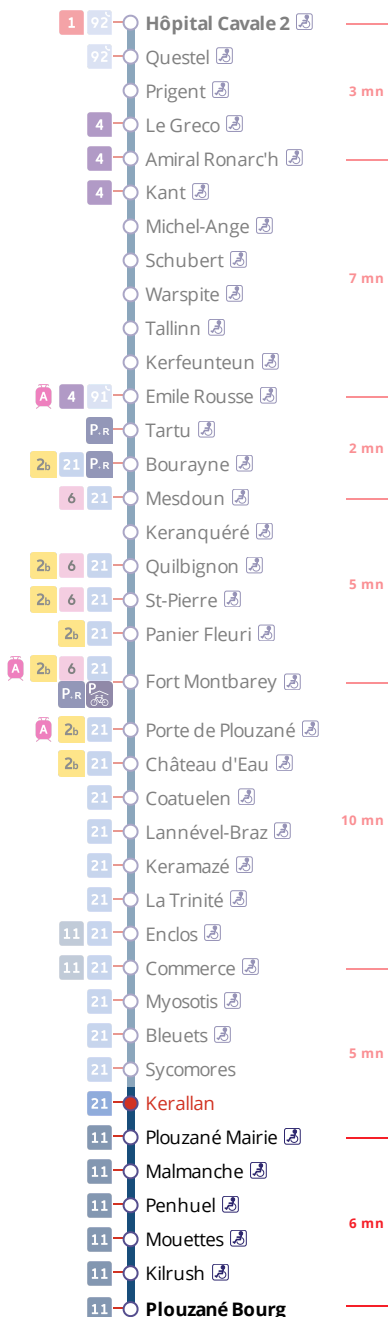 1 92 Hôpital Cavale 2
92 Questel
Prigent
3 mn
4 Le Greco
4 Amiral Ronarc'h
4 Kant
Michel-Ange
Schubert
7 mn
Warspite
Tallinn
Kerfeunteun
A 4 91 Emile Rousse
P+R Tartu
2 mn
2b 21 P+R Bourayne
6 21 Mesdoun
Keranquéré
2b 6 21 Quilbignon
5 mn
2b 6 21 St-Pierre
2b 21 Panier Fleuri
A 2b 6 21
P+R P Fort Montbarey
A 2b 21 Porte de Plouzané
2b 21 Château d'Eau
21 Coatuelen
10 mn
21 Lannével-Braz
21 Keramazé
21 La Trinité
11 21 Enclos
11 21 Commerce
21 Myosotis
21 Bleuets
5 mn
21 Sycomores
21 Kerallan
11 Plouzané Mairie
11 Malmanche
11 Penhuel
6 mn
11 Mouettes
11 Kilrush
11 Plouzané Bourg